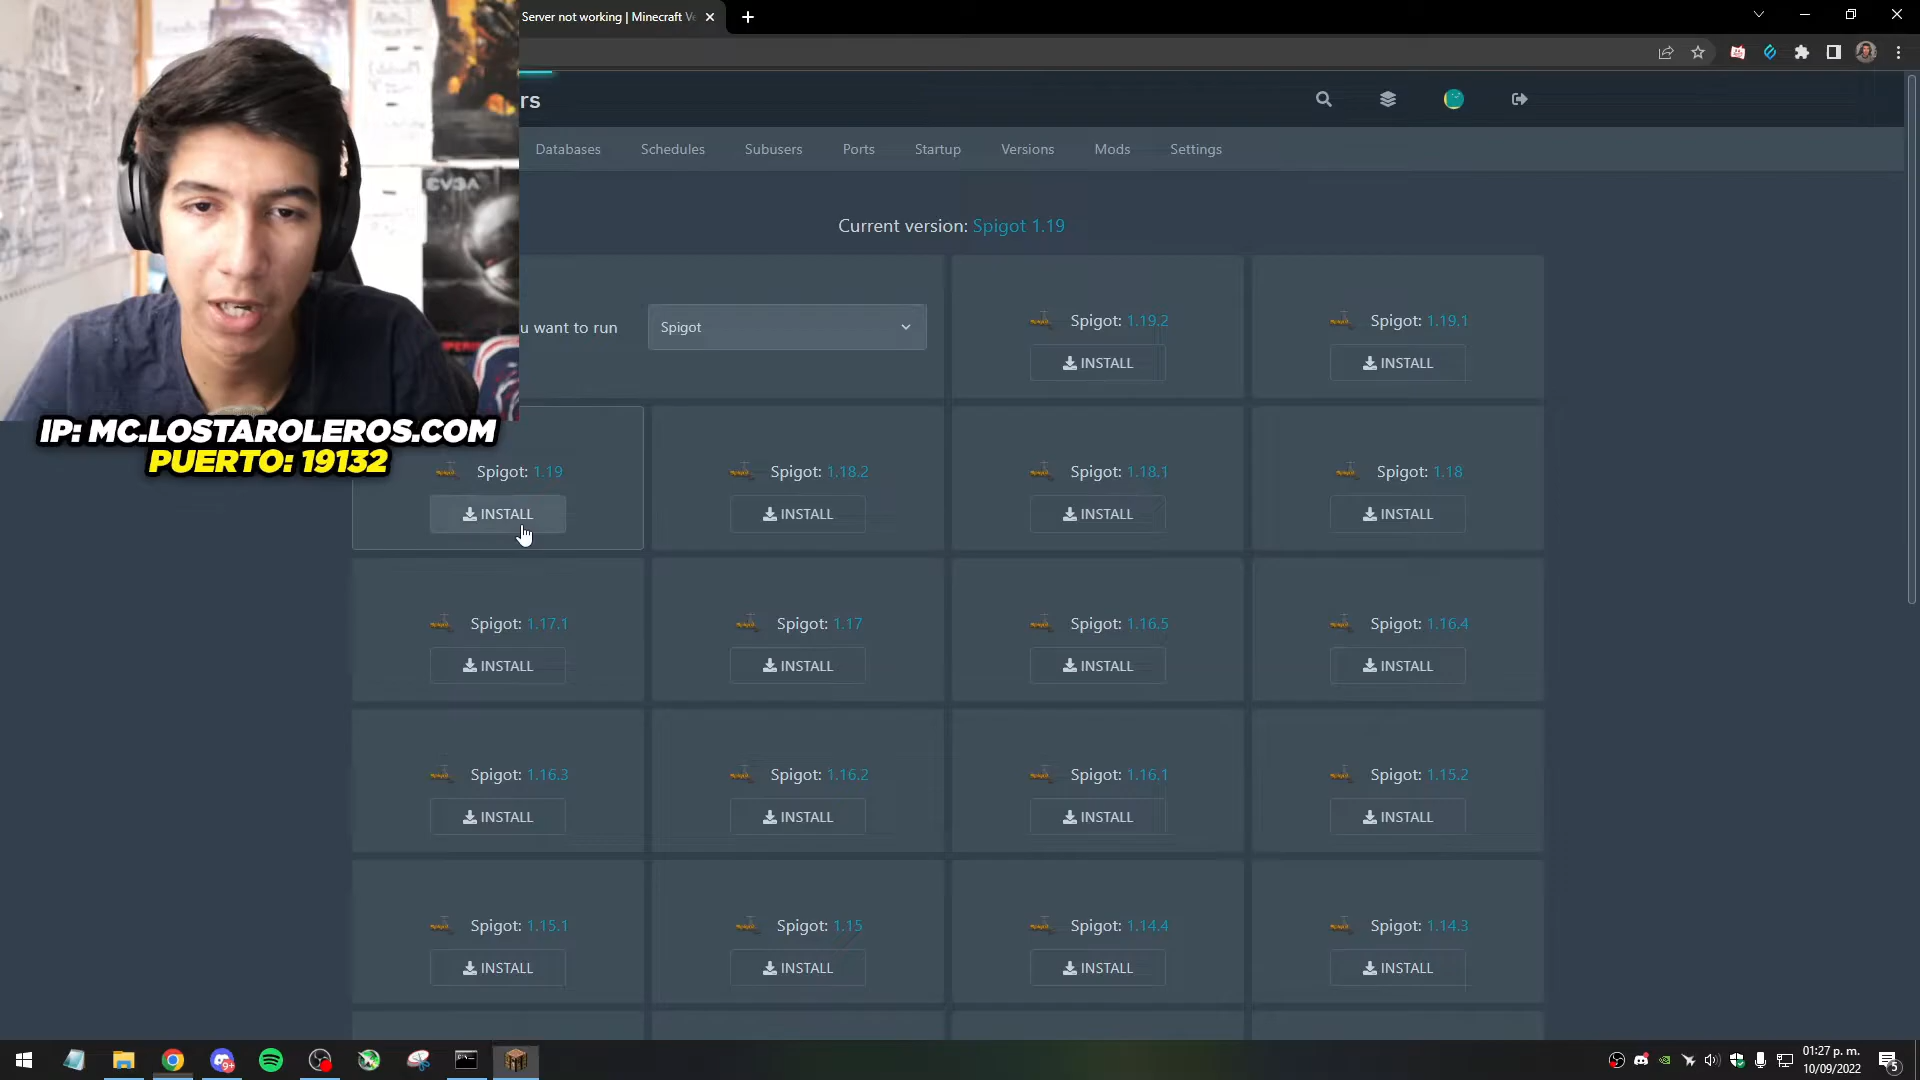 Server not working | Minecraft Ve
rs
Databases Schedules Subusers Ports Startup Versions Mods Settings
Current version: Spigot 1.19
u want to run
Spigot
Spigot: 1.19.2
INSTALL
Spigot: 1.19.1
INSTALL
EVGA
IP: MC.LOSTAROLEROS.COM
PUERTO: 19132
Spigot: 1.19
INSTALL
Spigot: 1.18.2
INSTALL
Spigot: 1.18.1
INSTALL
Spigot: 1.18
INSTALL
Spigot: 1.17.1
INSTALL
Spigot: 1.17
INSTALL
Spigot: 1.16.5
INSTALL
Spigot: 1.16.4
INSTALL
Spigot: 1.16.3
INSTALL
Spigot: 1.16.2
INSTALL
Spigot: 1.16.1
INSTALL
Spigot: 1.15.2
INSTALL
Spigot: 1.15.1
INSTALL
Spigot: 1.15
INSTALL
Spigot: 1.14.4
INSTALL
Spigot: 1.14.3
INSTALL
9+
01:27 p. m.
10/09/2022
5